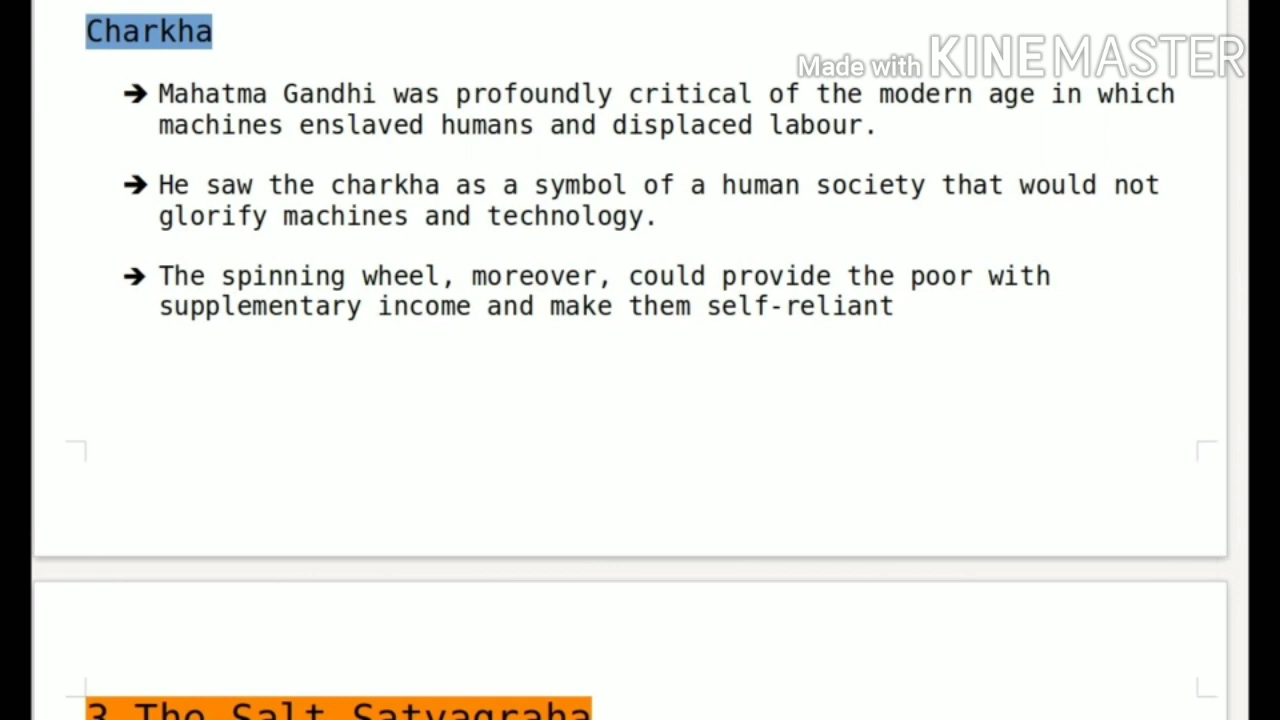 Charkha
Made with KINEMASTER
➔ Mahatma Gandhi was profoundly critical of the modern age in which
machines enslaved humans and displaced labour.
➔ He saw the charkha as a symbol of a human society that would not
glorify machines and technology.
➔ The spinning wheel, moreover, could provide the poor with
supplementary income and make them self-reliant
3 The Salt Satyagraha